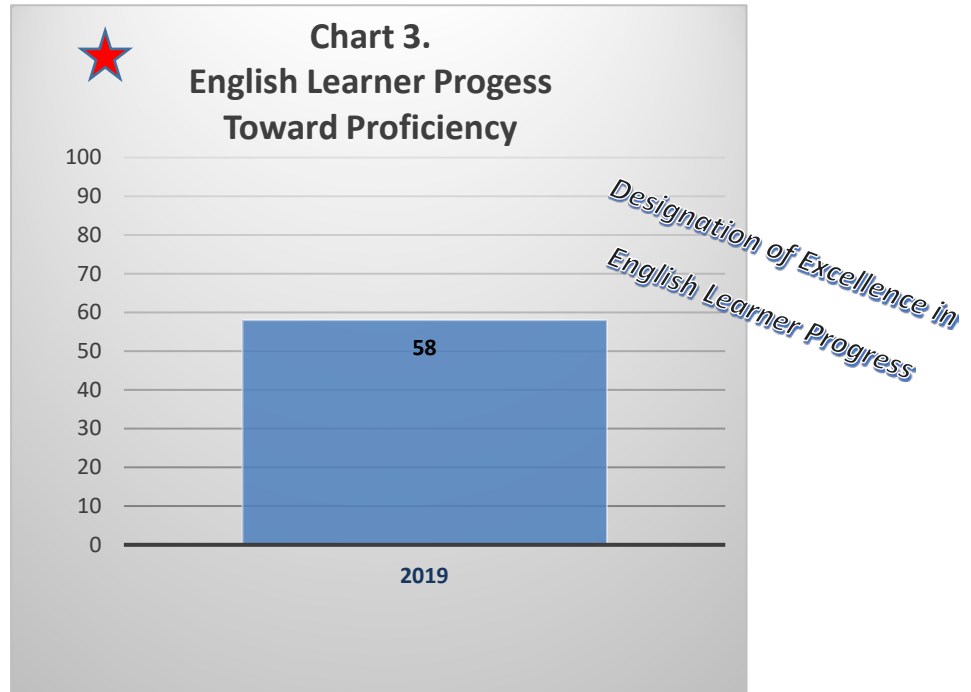 Chart 3.
English Learner Progess
Toward Proficiency
100
90
80
70
60
50
40
30
20
10
0
58
2019
Designation of Excellence in
English Learner Progress